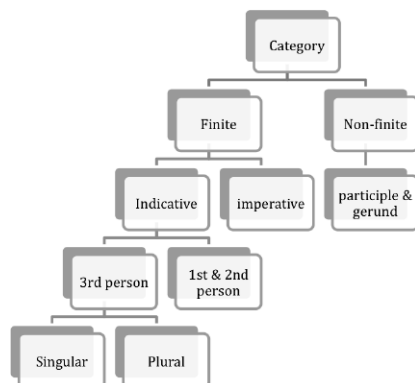 Category
Finite
Non-finite
Indicative
imperative
participle &
gerund
3rd person
1st & 2nd
person
Singular
Plural